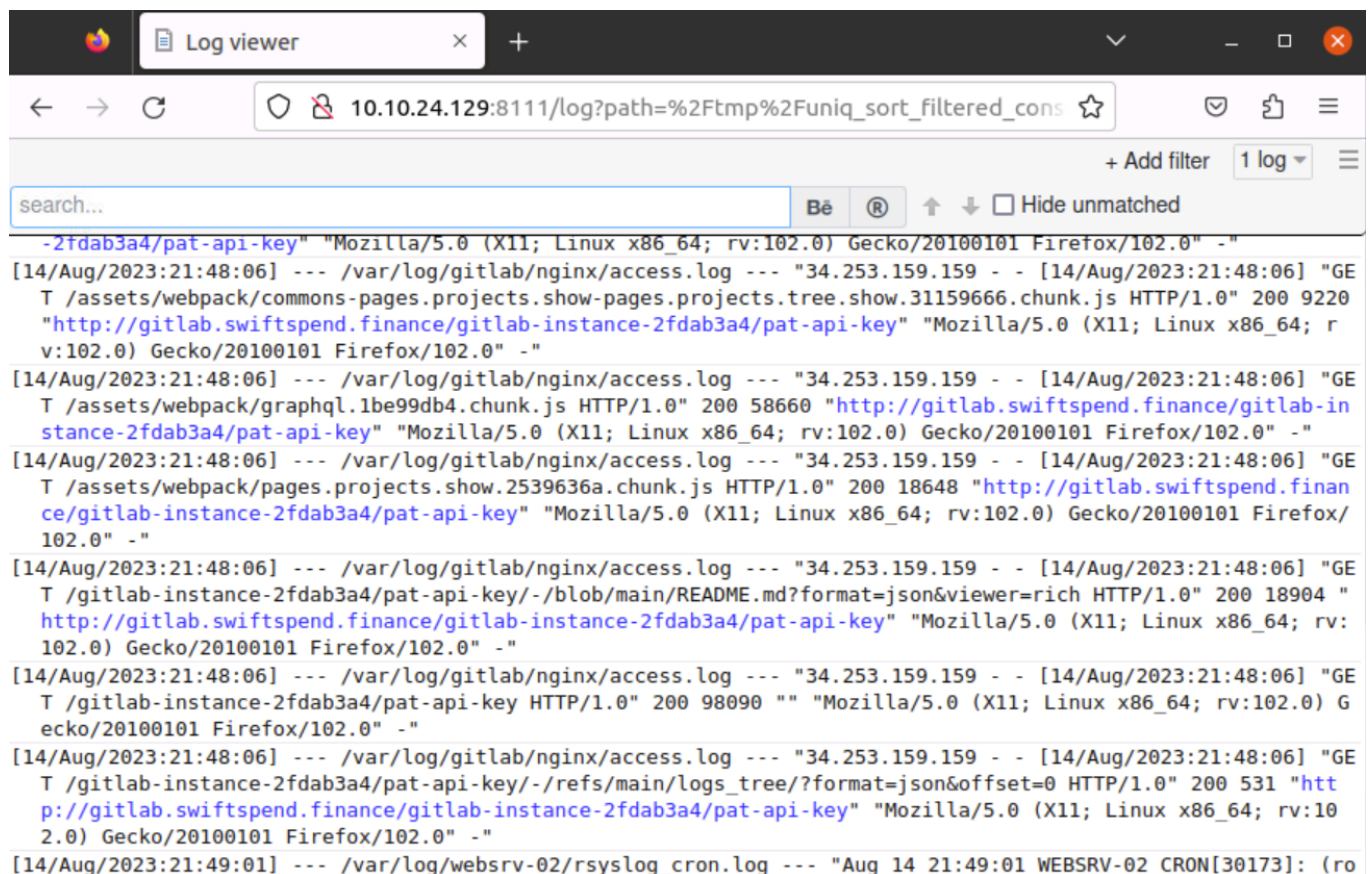 Log viewer
10.10.24.129:8111/log?path=%2Ftmp%2Funiq_sort_filtered_cons
+ Add filter 1 log
search... Bē ® Hide unmatched
-2fdab3a4/pat-api-key" "Mozilla/5.0 (X11; Linux x86_64; rv:102.0) Gecko/20100101 Firefox/102.0" -"
[14/Aug/2023:21:48:06] --- /var/log/gitlab/nginx/access.log --- "34.253.159.159 - - [14/Aug/2023:21:48:06] "GE
T /assets/webpack/commons-pages.projects.show-pages.projects.tree.show.31159666.chunk.js HTTP/1.0" 200 9220
"http://gitlab.swiftspend.finance/gitlab-instance-2fdab3a4/pat-api-key" "Mozilla/5.0 (X11; Linux x86_64; r
v:102.0) Gecko/20100101 Firefox/102.0" -"
[14/Aug/2023:21:48:06] --- /var/log/gitlab/nginx/access.log --- "34.253.159.159 - - [14/Aug/2023:21:48:06] "GE
T /assets/webpack/graphql.1be99db4.chunk.js HTTP/1.0" 200 58660 "http://gitlab.swiftspend.finance/gitlab-in
stance-2fdab3a4/pat-api-key" "Mozilla/5.0 (X11; Linux x86_64; rv:102.0) Gecko/20100101 Firefox/102.0" -"
[14/Aug/2023:21:48:06] --- /var/log/gitlab/nginx/access.log --- "34.253.159.159 - - [14/Aug/2023:21:48:06] "GE
T /assets/webpack/pages.projects.show.2539636a.chunk.js HTTP/1.0" 200 18648 "http://gitlab.swiftspend.finan
ce/gitlab-instance-2fdab3a4/pat-api-key" "Mozilla/5.0 (X11; Linux x86_64; rv:102.0) Gecko/20100101 Firefox/
102.0" -"
[14/Aug/2023:21:48:06] --- /var/log/gitlab/nginx/access.log --- "34.253.159.159 - - [14/Aug/2023:21:48:06] "GE
T /gitlab-instance-2fdab3a4/pat-api-key/-/blob/main/README.md?format=json&viewer=rich HTTP/1.0" 200 18904 "
http://gitlab.swiftspend.finance/gitlab-instance-2fdab3a4/pat-api-key" "Mozilla/5.0 (X11; Linux x86_64; rv:
102.0) Gecko/20100101 Firefox/102.0" -"
[14/Aug/2023:21:48:06] --- /var/log/gitlab/nginx/access.log --- "34.253.159.159 - - [14/Aug/2023:21:48:06] "GE
T /gitlab-instance-2fdab3a4/pat-api-key HTTP/1.0" 200 98090 "" "Mozilla/5.0 (X11; Linux x86_64; rv:102.0) G
ecko/20100101 Firefox/102.0" -"
[14/Aug/2023:21:48:06] --- /var/log/gitlab/nginx/access.log --- "34.253.159.159 - - [14/Aug/2023:21:48:06] "GE
T /gitlab-instance-2fdab3a4/pat-api-key/-/refs/main/logs_tree/?format=json&offset=0 HTTP/1.0" 200 531 "htt
p://gitlab.swiftspend.finance/gitlab-instance-2fdab3a4/pat-api-key" "Mozilla/5.0 (X11; Linux x86_64; rv:10
2.0) Gecko/20100101 Firefox/102.0" -"
[14/Aug/2023:21:49:01] --- /var/log/websrv-02/rsyslog_cron.log --- "Aug 14 21:49:01 WEBSRV-02 CRON[30173]: (ro